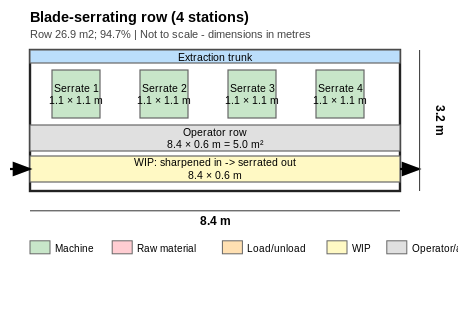 Blade-serrating row (4 stations)
Row 26.9 m2; 94.7% | Not to scale - dimensions in metres
Extraction trunk
Serrate 1 Serrate 2 Serrate 3 Serrate 4
1.1 × 1.1 m 1.1 × 1.1 m 1.1 × 1.1 m 1.1 × 1.1 m
Operator row
8.4 × 0.6 m = 5.0 m²
WIP: sharpened in -> serrated out
8.4 × 0.6 m
3.2 m
8.4 m
Machine Raw material Load/unload WIP Operator/